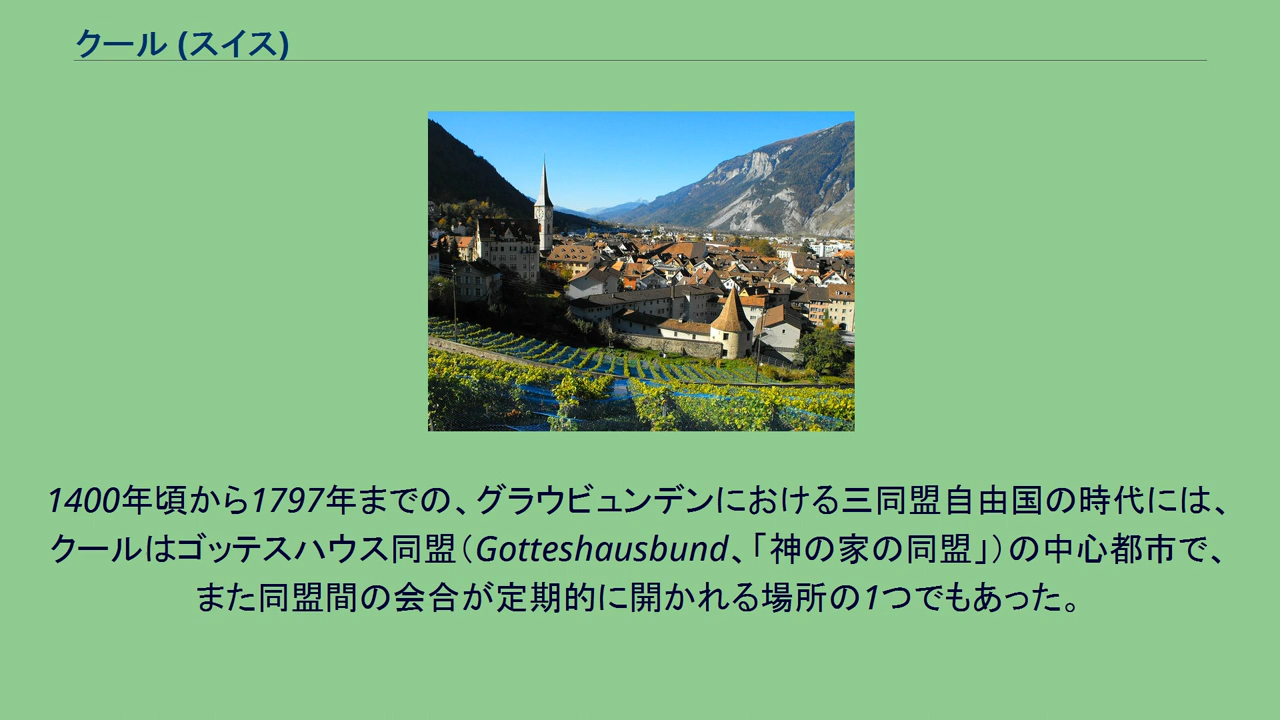 クール (スイス)
1400年頃から1797年までの、グラウビュンデンにおける三同盟自由国の時代には、
クールはゴッテスハウス同盟（Gotteshausbund、「神の家の同盟」）の中心都市で、
また同盟間の会合が定期的に開かれる場所の1つでもあった。